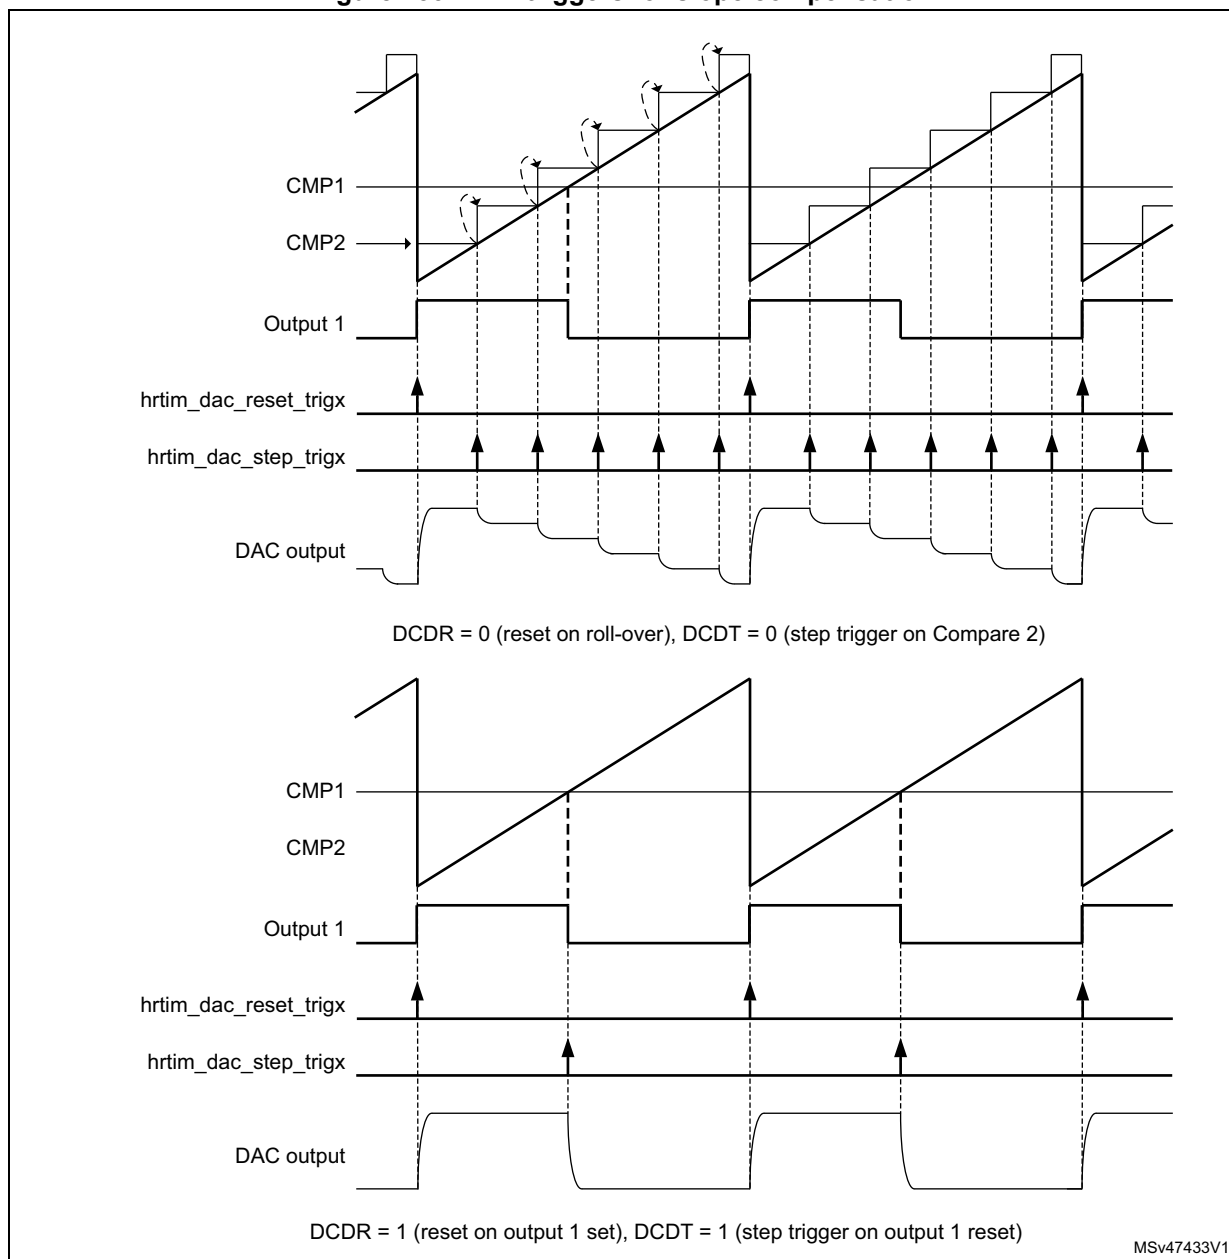 CMP1
CMP2
Output 1
hrtim_dac_reset_trigx
hrtim_dac_step_trigx
DAC output
DCDR = 0 (reset on roll-over), DCDT = 0 (step trigger on Compare 2)
CMP1
CMP2
Output 1
hrtim_dac_reset_trigx
hrtim_dac_step_trigx
DAC output
DCDR = 1 (reset on output 1 set), DCDT = 1 (step trigger on output 1 reset)
MSv47433V1